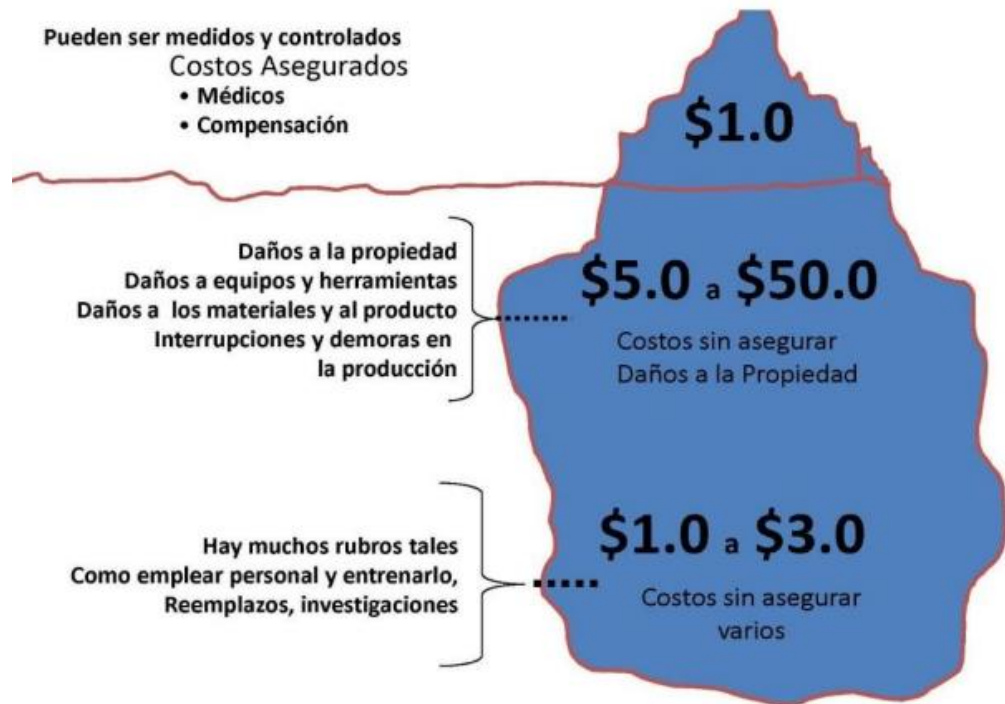 Pueden ser medidos y controlados
Costos Asegurados
• Médicos
• Compensación
$1.0
Daños a la propiedad
Daños a equipos y herramientas
Daños a los materiales y al producto
Interrupciones y demoras en
la producción
$5.0 a $50.0
Costos sin asegurar
Daños a la Propiedad
Hay muchos rubros tales
Como emplear personal y entrenarlo,
Reemplazos, investigaciones
$1.0 a $3.0
Costos sin asegurar
varios